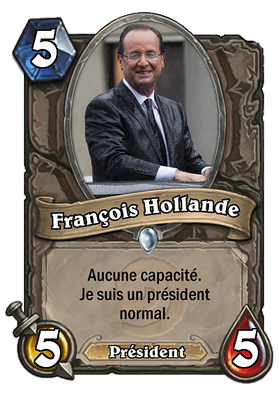 5
François Hollande
Aucune capacité.
Je suis un président
normal.
5
Président
5